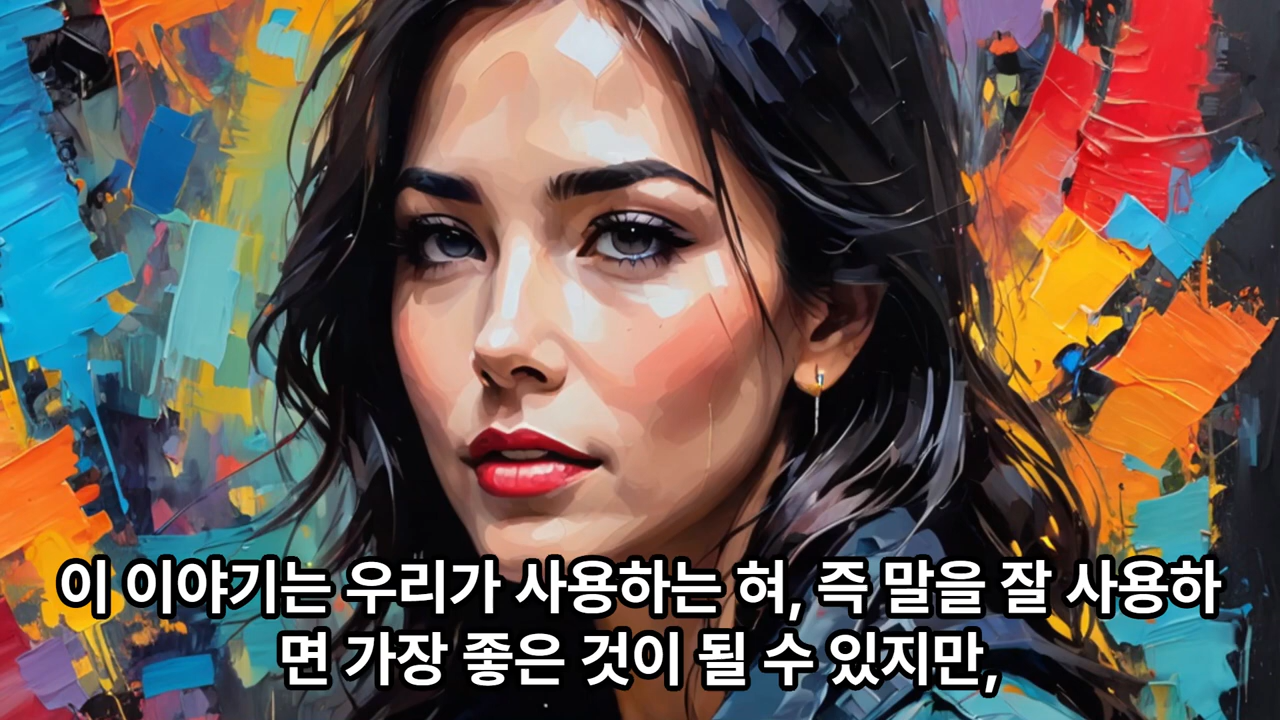 이 이야기는 우리가 사용하는 혀, 즉 말을 잘 사용하
면 가장 좋은 것이 될 수 있지만,